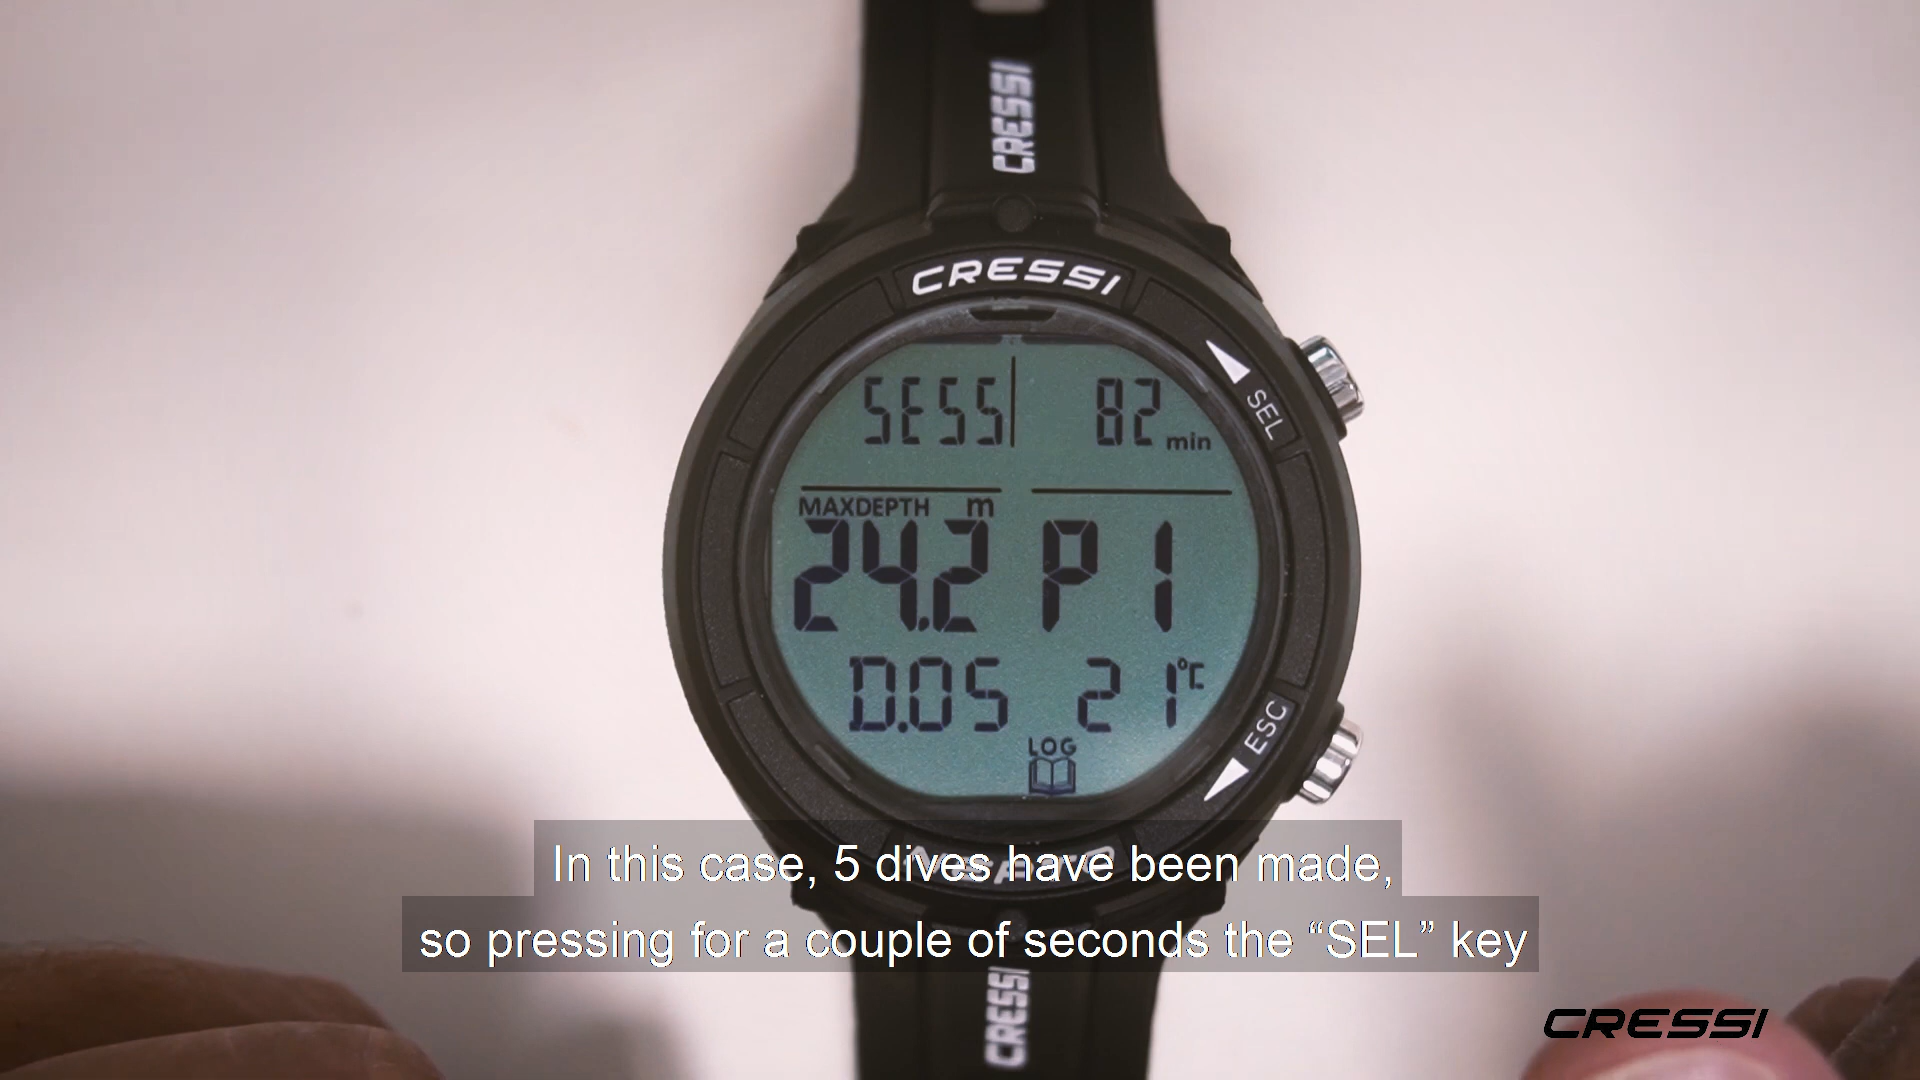 CRESSI
CRESSI
SEL
SESS 82 min
MAXDEPTH m
24.2 P1
D.05 21°C
LOG
ESC
In this case, 5 dives have been made,
so pressing for a couple of seconds the “SEL” key
CRESSI
CRESSI